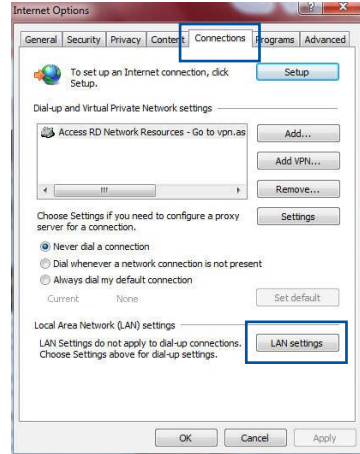 Internet Options
General Security Privacy Content Connections Programs Advanced
To set up an Internet connection, click
Setup.
Setup
Dial-up and Virtual Private Network settings
Access RD Network Resources - Go to vpn.as
Add...
Add VPN...
Remove...
Choose Settings if you need to configure a proxy
server for a connection.
Settings
Never dial a connection
Dial whenever a network connection is not present
Always dial my default connection
Current None
Set default
Local Area Network (LAN) settings
LAN Settings do not apply to dial-up connections.
Choose Settings above for dial-up settings.
LAN settings
OK Cancel Apply